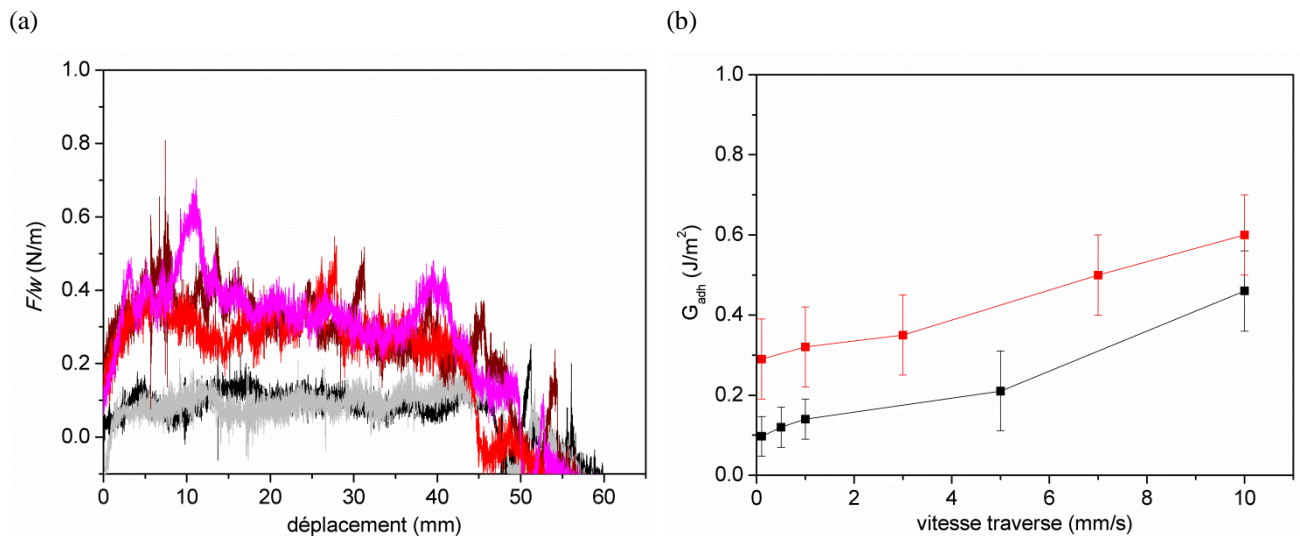 (a)
(b)
1.0
0.8
0.6
0.4
0.2
0.0
F/w (N/m)
0 10 20 30 40 50 60
déplacement (mm)
1.0
0.8
0.6
0.4
0.2
0.0
G_adh (J/m²)
0 2 4 6 8 10
vitesse traverse (mm/s)